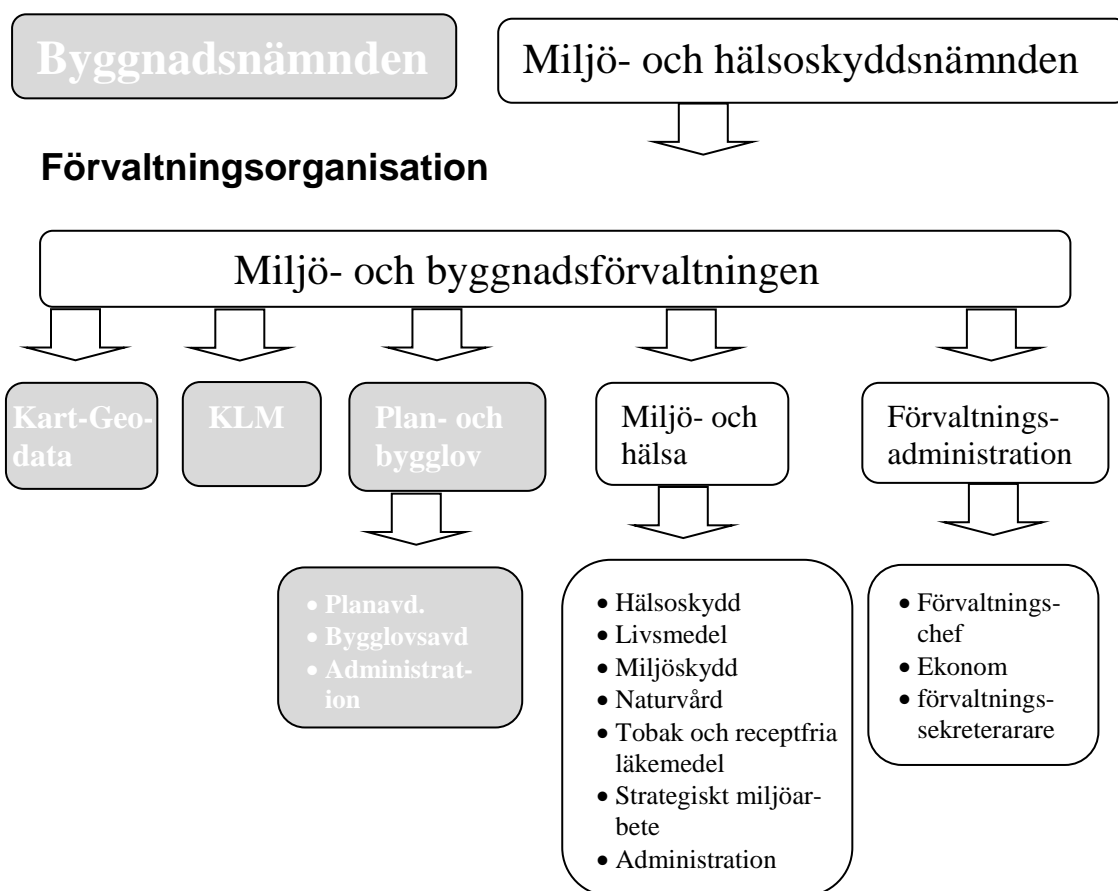 Byggnadsnämnden
Miljö- och hälsoskyddsnämnden
Förvaltningsorganisation
Miljö- och byggnadsförvaltningen
Kart-Geo-
data
KLM
Plan- och
bygglov
Miljö- och
hälsa
Förvaltnings-
administration
• Planavd.
• Bygglovsavd
• Administrat-
ion
• Hälsoskydd
• Livsmedel
• Miljöskydd
• Naturvård
• Tobak och receptfria
läkemedel
• Strategiskt miljöar-
bete
• Administration
• Förvaltnings-
chef
• Ekonom
• förvaltnings-
sekreterarare